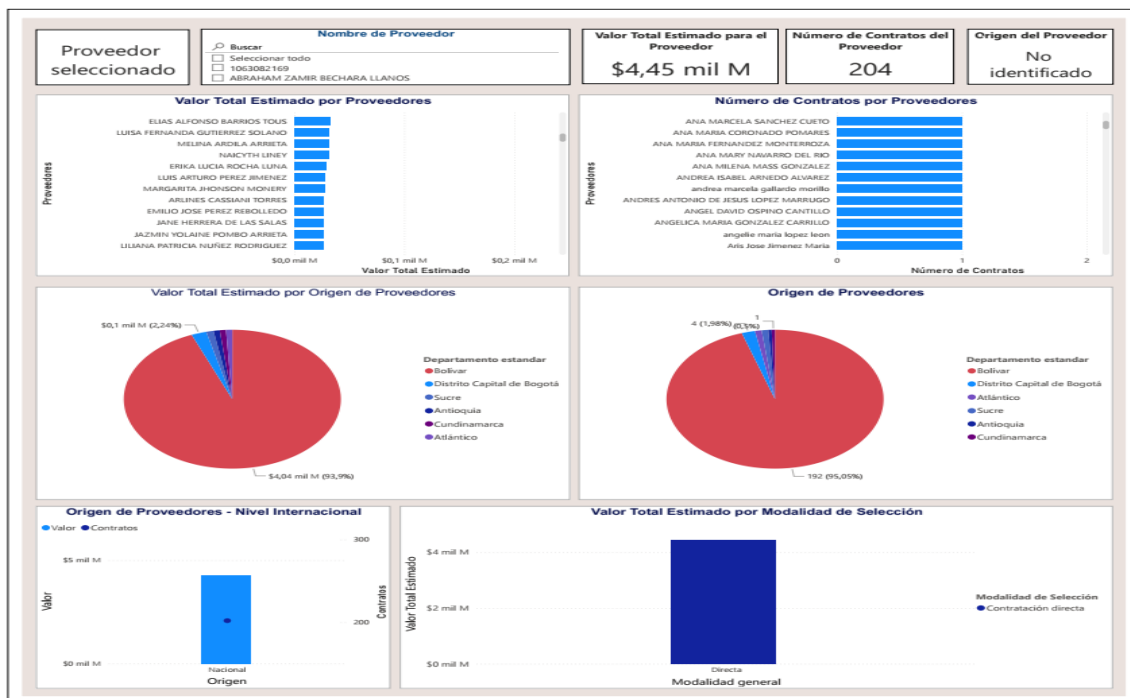 Proveedor
seleccionado
Nombre de Proveedor
Buscar
Seleccionar todo
1063082169
ABRAHAM ZAMIR BECHARA LLANOS
Valor Total Estimado para el
Proveedor
$4,45 mil M
Número de Contratos del
Proveedor
204
Origen del Proveedor
No
identificado
Valor Total Estimado por Proveedores
Proveedores
ELIAS ALFONSO BARRIOS TOUS
LUISA FERNANDA GUTIERREZ SOLANO
MELINA ARDILA ARRIETA
NAICYTH LINEY
ERIKA LUCIA ROCHA LUNA
LUIS ARTURO PEREZ JIMENEZ
MARGARITA JHONSON MONERY
ARLINES CASSIANI TORRES
EMILIO JOSE PEREZ REBOLLEDO
JANE HERRERA DE LAS SALAS
JAZMIN YOLAINE POMBO ARRIETA
LILIANA PATRICIA NUÑEZ RODRIGUEZ
$0,0 mil M
$0,1 mil M
$0,2 mil M
Valor Total Estimado
Número de Contratos por Proveedores
Proveedores
ANA MARCELA SANCHEZ CUETO
ANA MARIA CORONADO POMARES
ANA MARIA FERNANDEZ MONTERROZA
ANA MARY NAVARRO DEL RIO
ANA MILENA MASS GONZALEZ
ANDREA ISABEL ARNEDO ALVAREZ
andrea marcela gallardo morillo
ANDRES ANTONIO DE JESUS LOPEZ MARRUGO
ANGEL DAVID OSPINO CANTILLO
ANGELICA MARIA GONZALEZ CARRILLO
angelie maria lopez leon
Aris Jose Jimenez Maria
0
1
2
Número de Contratos
Valor Total Estimado por Origen de Proveedores
$0,1 mil M (2,24%)
$4,04 mil M (93,9%)
Departamento estandar
Bolívar
Distrito Capital de Bogotá
Sucre
Antioquia
Cundinamarca
Atlántico
Origen de Proveedores
1
4 (1,98%)
192 (95,05%)
Departamento estandar
Bolívar
Distrito Capital de Bogotá
Atlántico
Sucre
Antioquia
Cundinamarca
Origen de Proveedores - Nivel Internacional
Valor
Contratos
Valor
$5 mil M
$0 mil M
300
200
Contratos
Nacional
Origen
Valor Total Estimado por Modalidad de Selección
Valor Total Estimado
$4 mil M
$2 mil M
$0 mil M
Directa
Modalidad general
Modalidad de Selección
Contratación directa